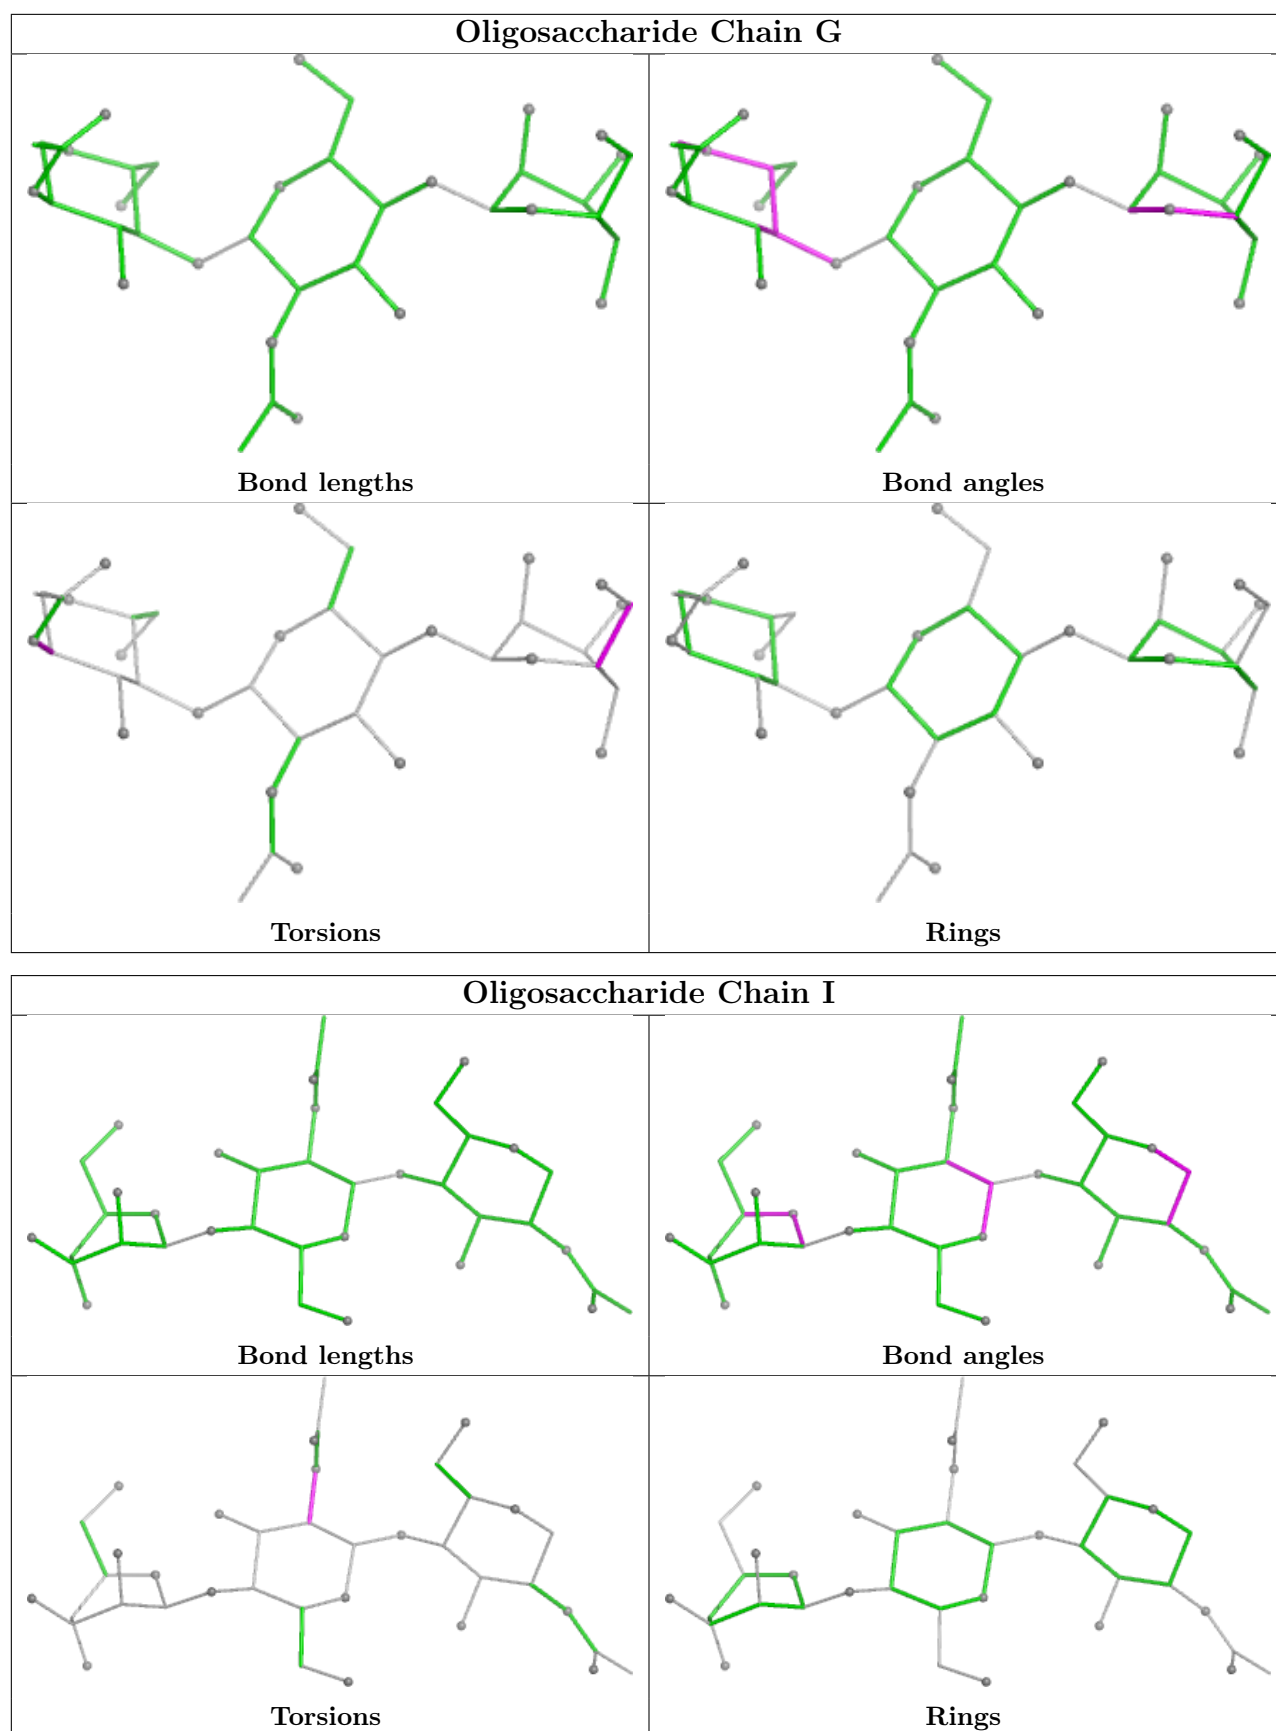 Oligosaccharide Chain G
Bond lengths
Bond angles
Torsions
Rings
Oligosaccharide Chain I
Bond lengths
Bond angles
Torsions
Rings